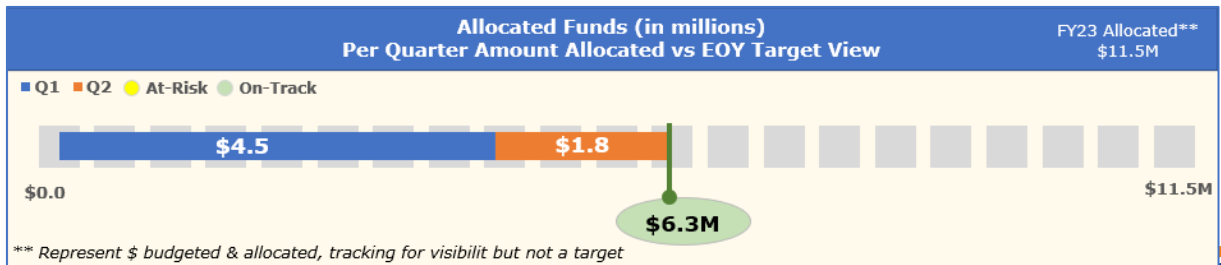 Allocated Funds (in millions)
Per Quarter Amount Allocated vs EOY Target View
FY23 Allocated**
$11.5M
Q1 Q2 At-Risk On-Track
$4.5 $1.8
$0.0 $11.5M
$6.3M
** Represent $ budgeted & allocated, tracking for visibilit but not a target